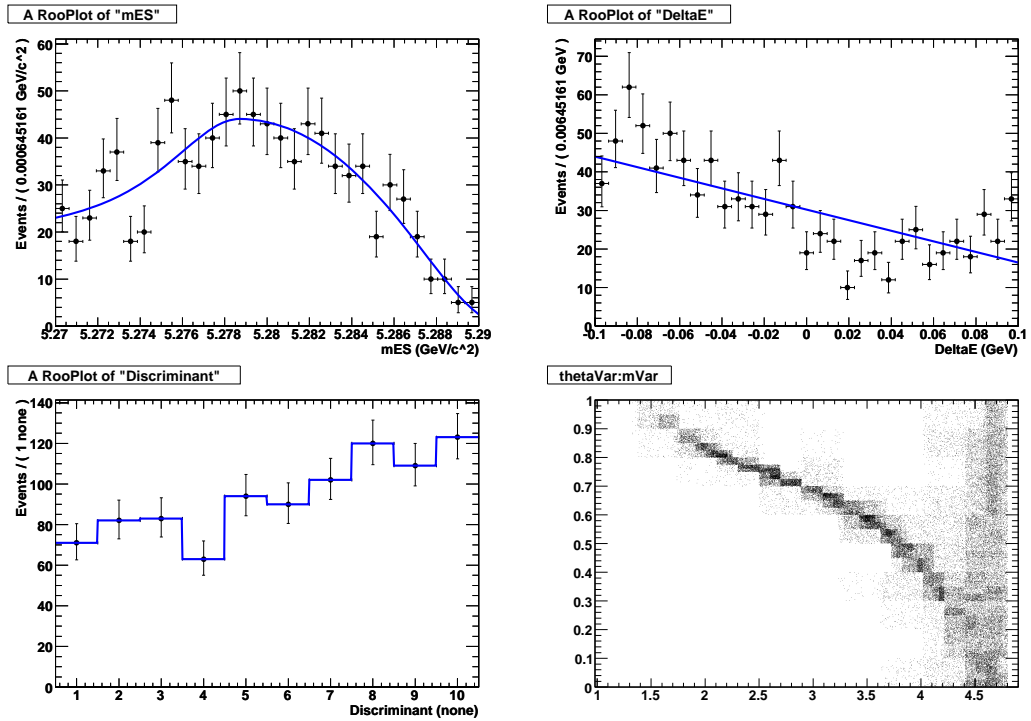 A RooPlot of "mES"
Events / ( 0.000645161 GeV/c^2 )
60
50
40
30
20
10
0
5.27 5.272 5.274 5.276 5.278 5.28 5.282 5.284 5.286 5.288 5.29
mES (GeV/c^2)
A RooPlot of "DeltaE"
Events / ( 0.00645161 GeV )
70
60
50
40
30
20
10
0
-0.1 -0.08 -0.06 -0.04 -0.02 0 0.02 0.04 0.06 0.08 0.1
DeltaE (GeV)
A RooPlot of "Discriminant"
Events / ( 1 none )
140
120
100
80
60
40
20
0
1 2 3 4 5 6 7 8 9 10
Discriminant (none)
thetaVar:mVar
1
0.9
0.8
0.7
0.6
0.5
0.4
0.3
0.2
0.1
0
1 1.5 2 2.5 3 3.5 4 4.5